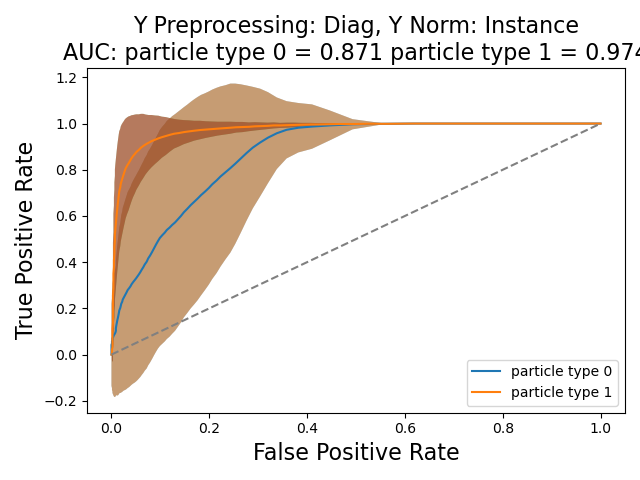 Y Preprocessing: Diag, Y Norm: Instance
AUC: particle type 0 = 0.871 particle type 1 = 0.974
1.2
1.0
0.8
0.6
0.4
0.2
0.0
−0.2
True Positive Rate
particle type 0
particle type 1
0.0 0.2 0.4 0.6 0.8 1.0
False Positive Rate